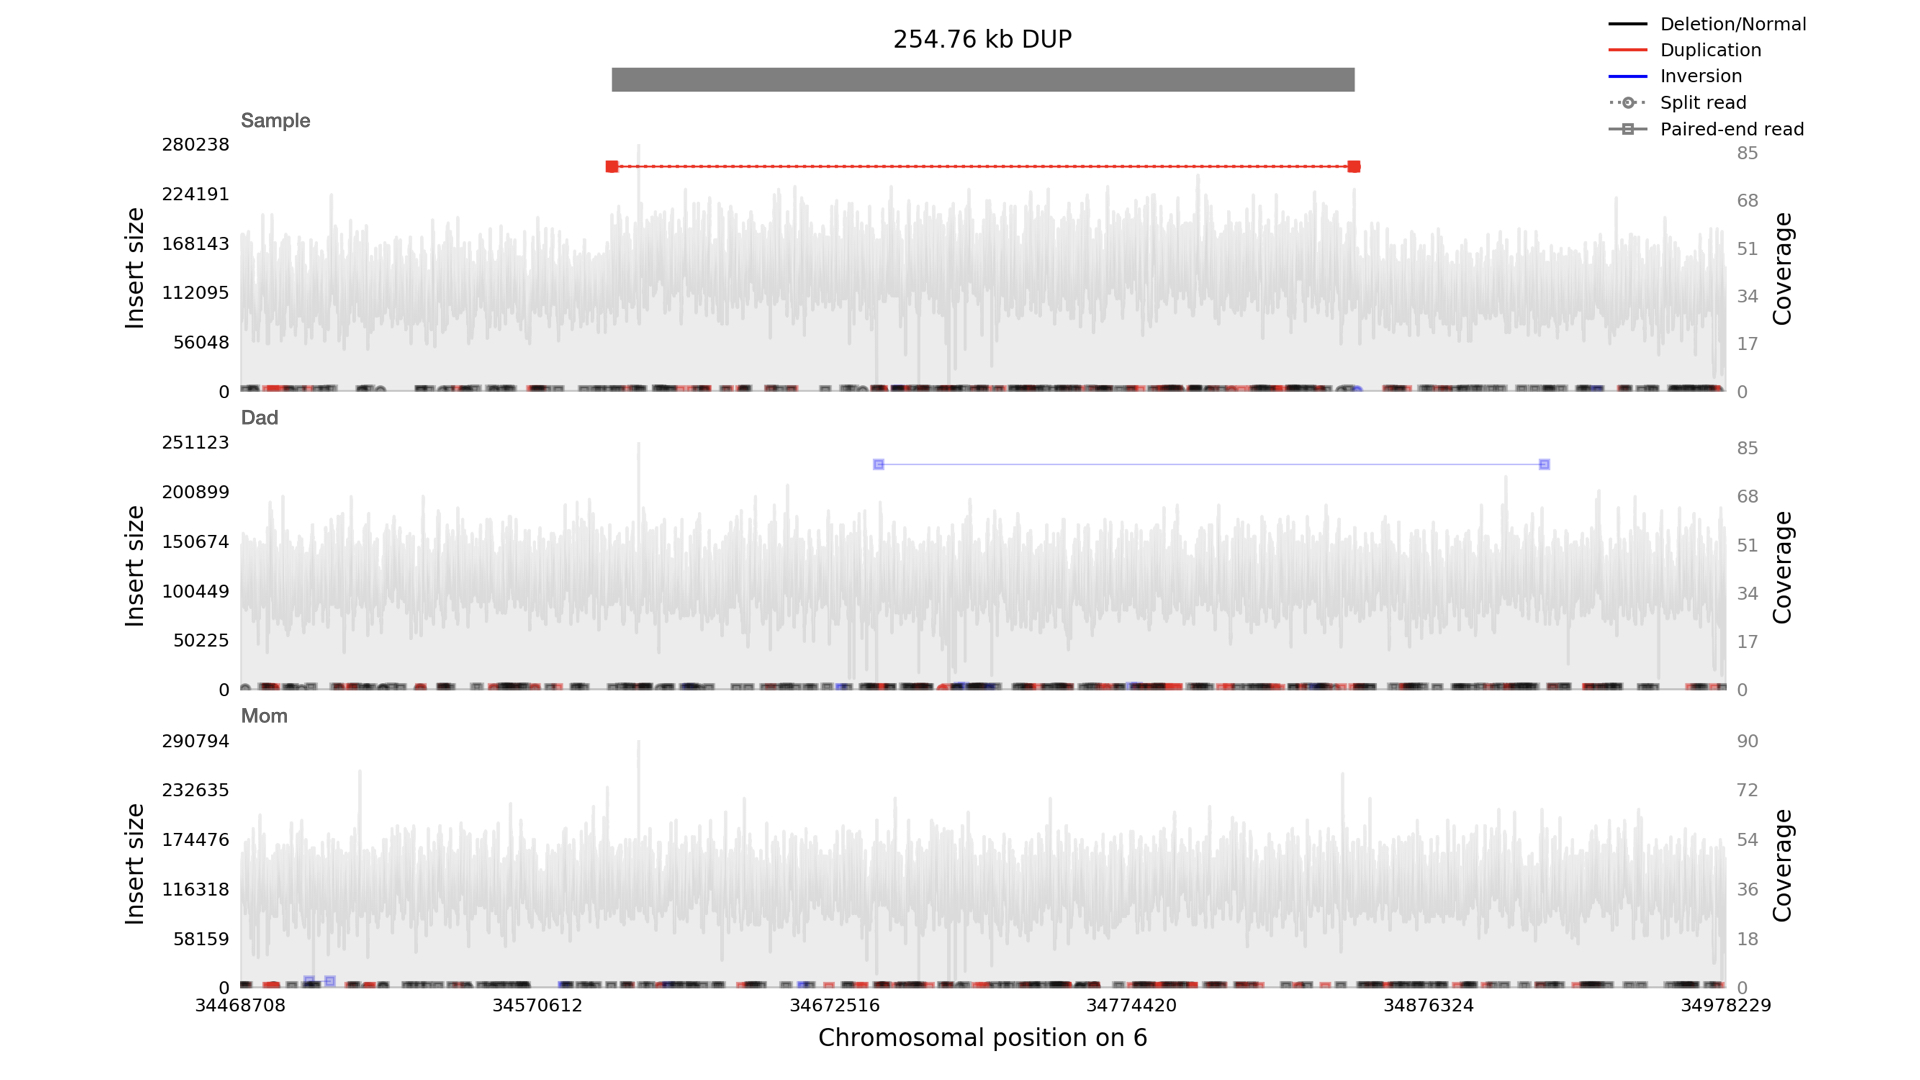 254.76 kb DUP
Deletion/Normal
Duplication
Inversion
Split read
Paired-end read
Sample
280238
224191
168143
112095
56048
0
Insert size
85
68
51
34
17
0
Coverage
Dad
251123
200899
150674
100449
50225
0
Insert size
85
68
51
34
17
0
Coverage
Mom
290794
232635
174476
116318
58159
0
Insert size
90
72
54
36
18
0
Coverage
34468708 34570612 34672516 34774420 34876324 34978229
Chromosomal position on 6